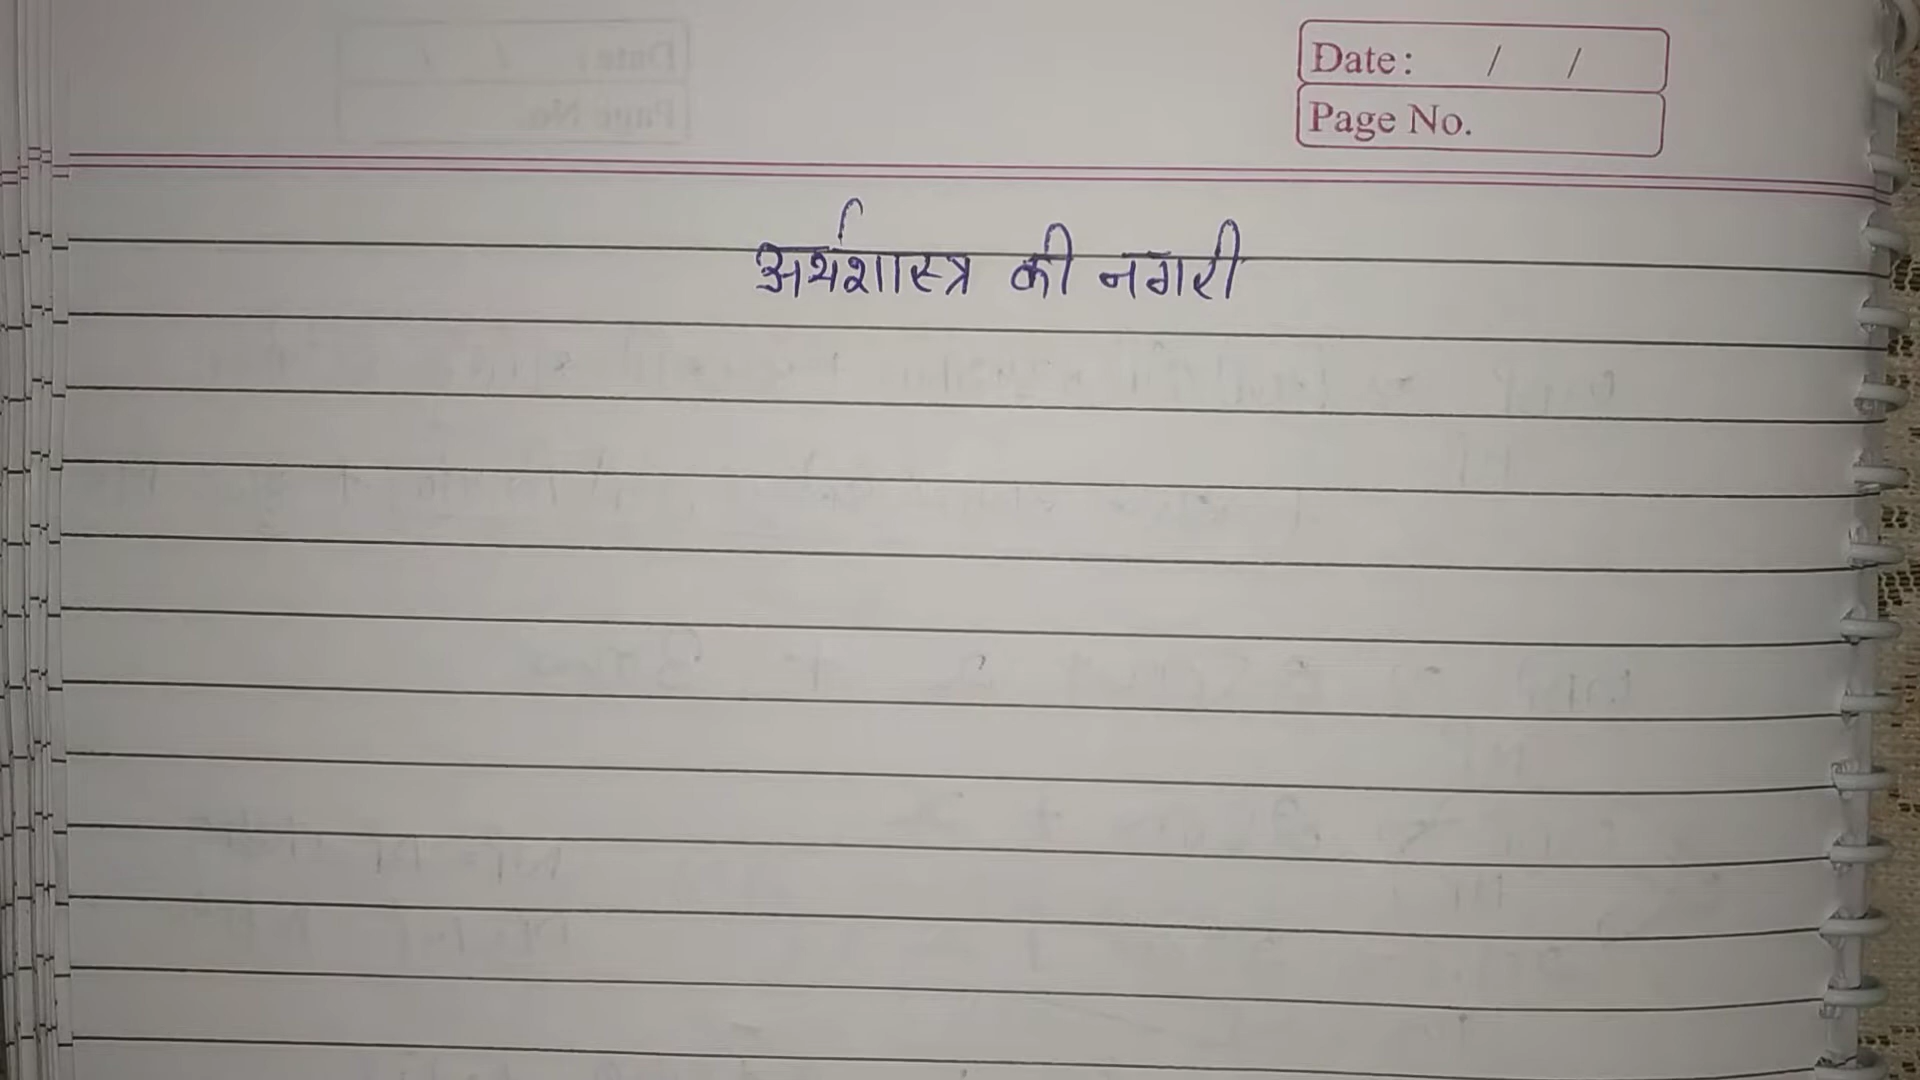 Date: / /
Page No.
अर्थशास्त्र की नगरी